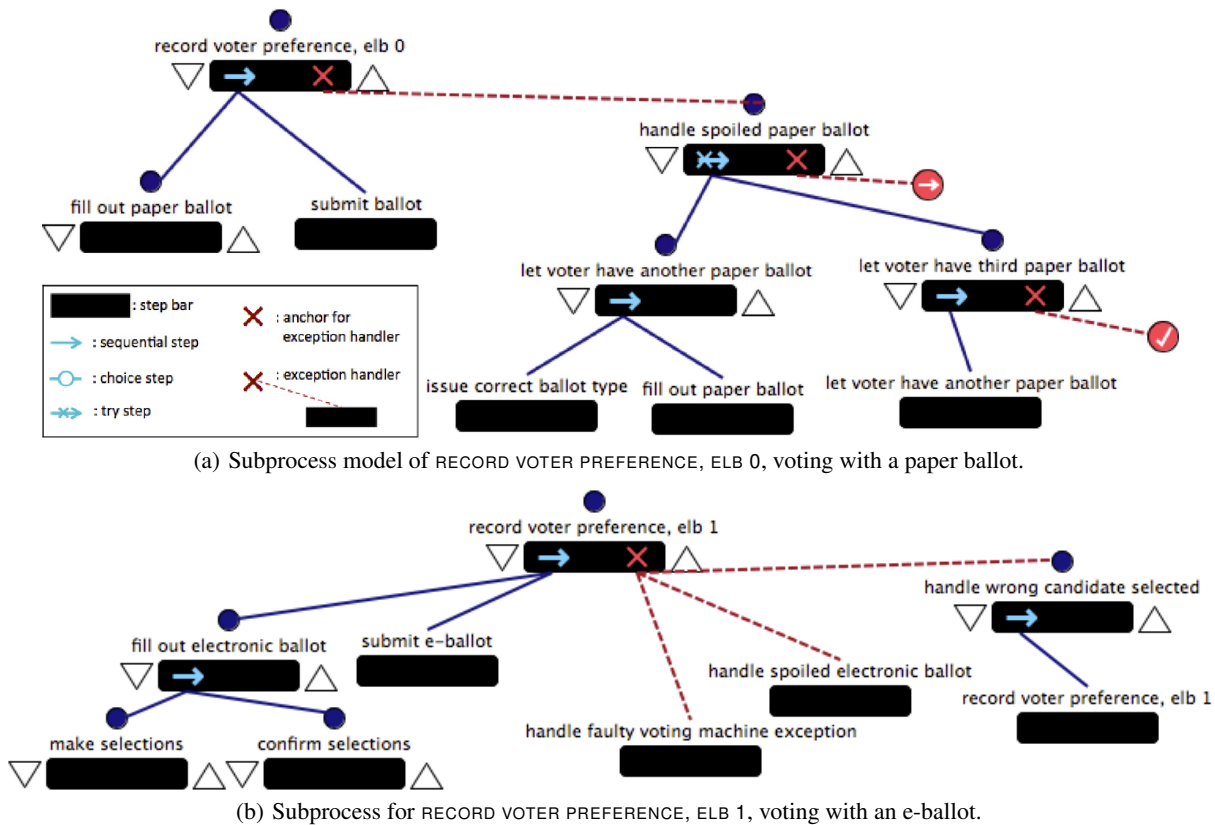 record voter preference, elb 0
handle spoiled paper ballot
fill out paper ballot
submit ballot
let voter have another paper ballot
let voter have third paper ballot
: step bar
: anchor for
exception handler
: sequential step
: choice step
: exception handler
: try step
issue correct ballot type
fill out paper ballot
let voter have another paper ballot
(a) Subprocess model of RECORD VOTER PREFERENCE, ELB 0, voting with a paper ballot.
record voter preference, elb 1
handle wrong candidate selected
fill out electronic ballot
submit e-ballot
handle spoiled electronic ballot
record voter preference, elb 1
handle faulty voting machine exception
make selections
confirm selections
(b) Subprocess for RECORD VOTER PREFERENCE, ELB 1, voting with an e-ballot.